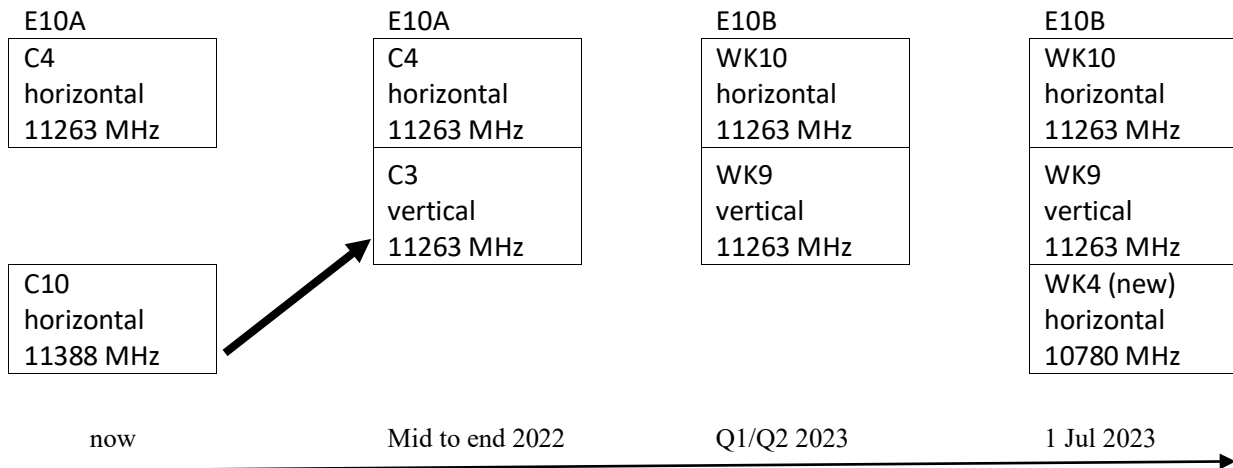 E10A
C4
horizontal
11263 MHz
C10
horizontal
11388 MHz
now
E10A
C4
horizontal
11263 MHz
C3
vertical
11263 MHz
Mid to end 2022
E10B
WK10
horizontal
11263 MHz
WK9
vertical
11263 MHz
Q1/Q2 2023
E10B
WK10
horizontal
11263 MHz
WK9
vertical
11263 MHz
WK4 (new)
horizontal
10780 MHz
1 Jul 2023